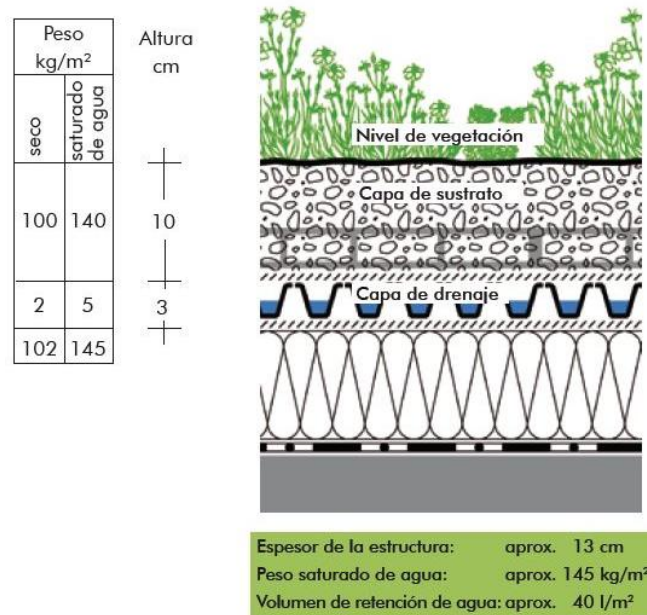 Peso
kg/m²
Altura
cm
seco
saturado
de agua
Nivel de vegetación
Capa de sustrato
100 140 10
Capa de drenaje
2 5 3
102 145
Espesor de la estructura: aprox. 13 cm
Peso saturado de agua: aprox. 145 kg/m²
Volumen de retención de agua: aprox. 40 l/m²